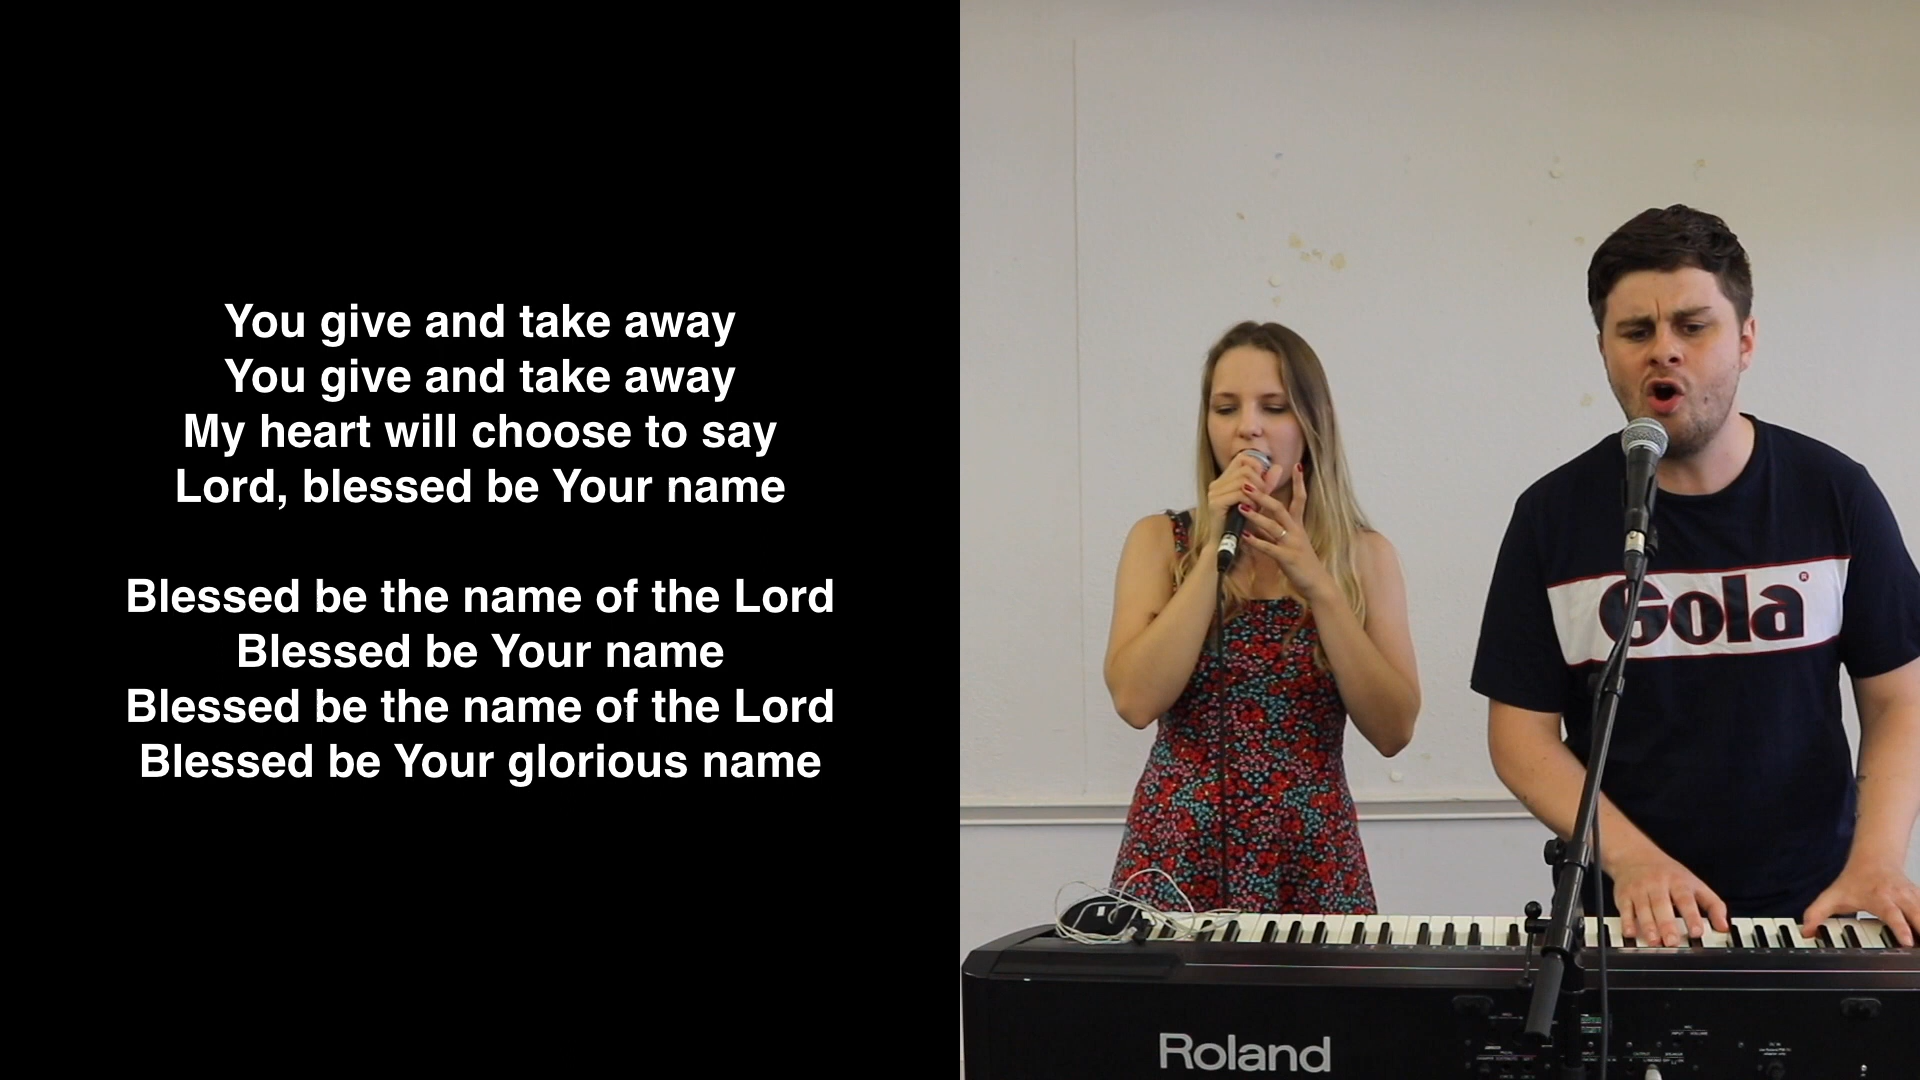 You give and take away
You give and take away
My heart will choose to say
Lord, blessed be Your name
Blessed be the name of the Lord
Blessed be Your name
Blessed be the name of the Lord
Blessed be Your glorious name
Gola®
Roland